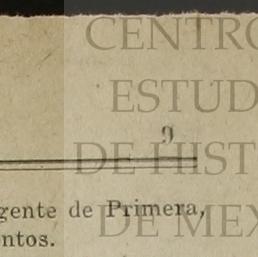 CENTRO
ESTUD
9
DE HIST
gente de Primera,
DE MEX
ntos.